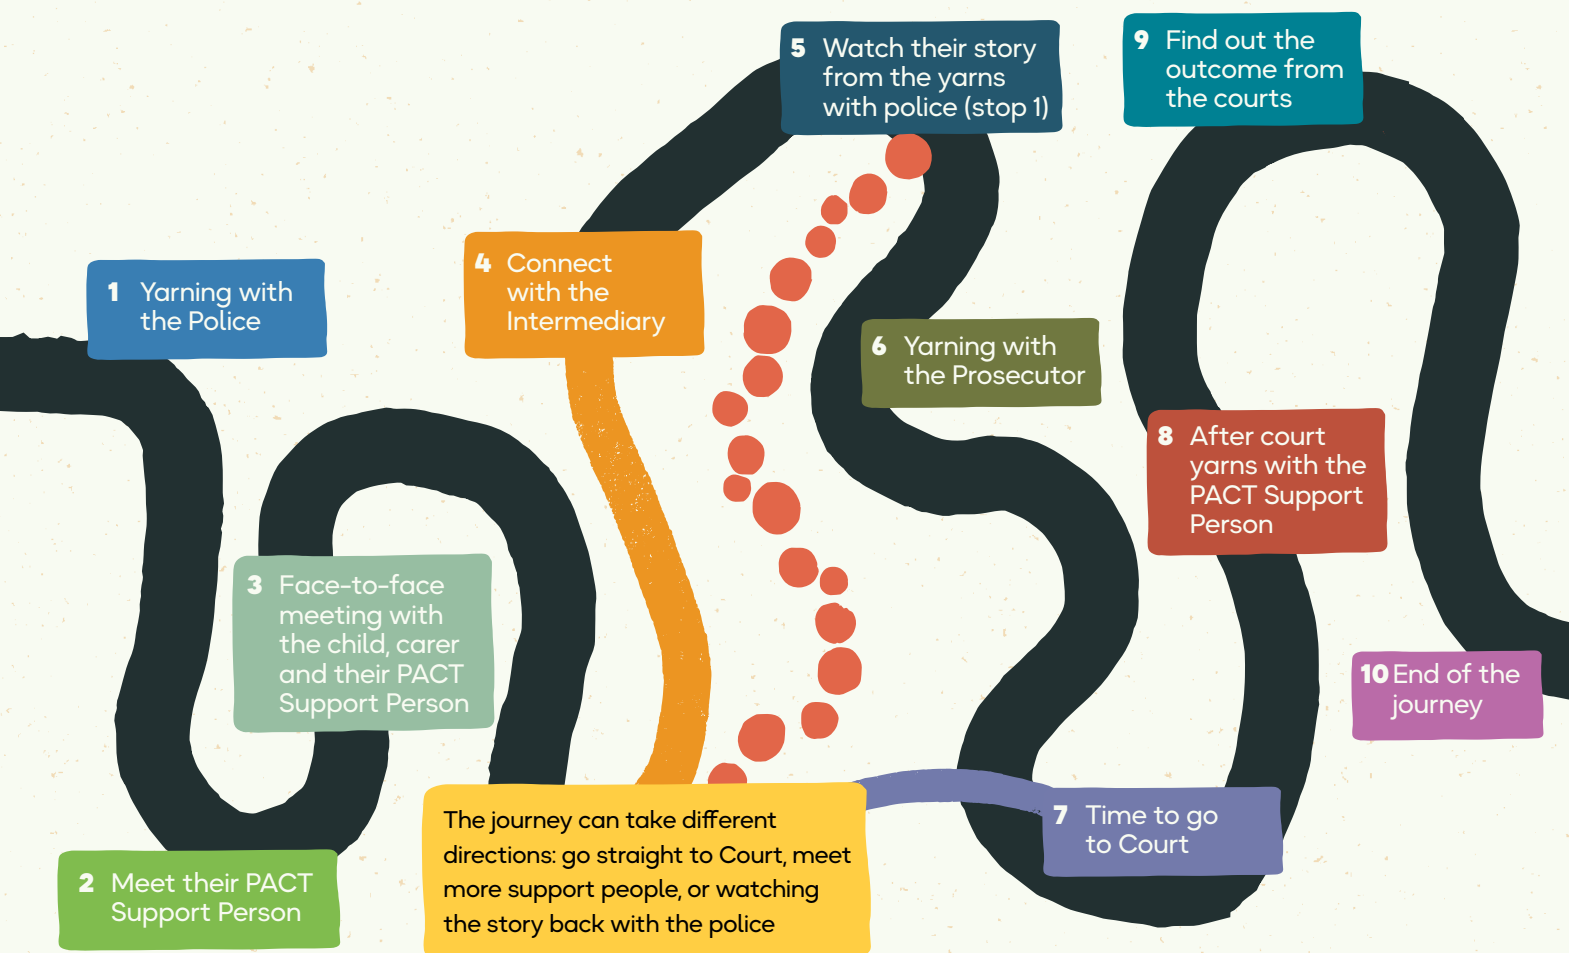 1 Yarning with
the Police
2 Meet their PACT
Support Person
3 Face-to-face
meeting with
the child, carer
and their PACT
Support Person
The journey can take different
directions: go straight to Court, meet
more support people, or watching
the story back with the police
4 Connect
with the
Intermediary
5 Watch their story
from the yarns
with police (stop 1)
6 Yarning with
the Prosecutor
7 Time to go
to Court
8 After court
yarns with the
PACT Support
Person
9 Find out the
outcome from
the courts
10 End of the
journey